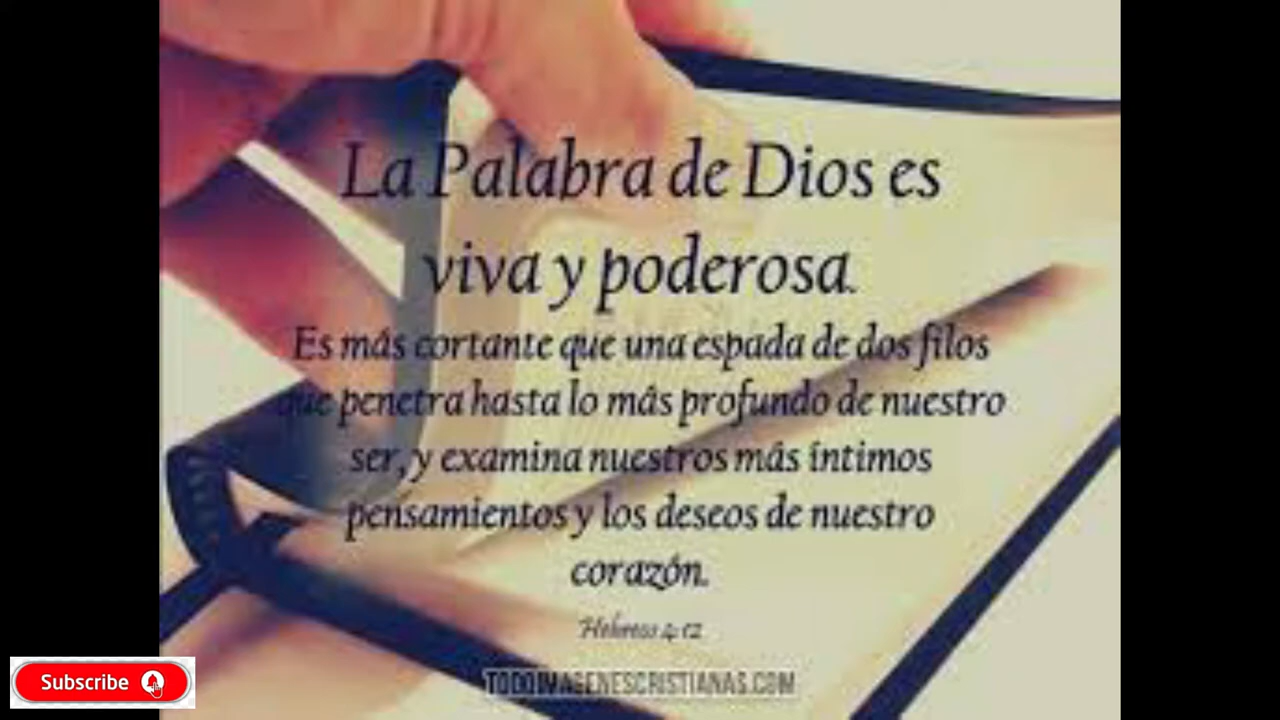 La Palabra de Dios es
viva y poderosa.
Es más cortante que una espada de dos filos
que penetra hasta lo más profundo de nuestro
ser, y examina nuestros más íntimos
pensamientos y los deseos de nuestro
corazón.
Hebreos 4:12
TODOIMAGENESCRISTIANAS.COM
Subscribe